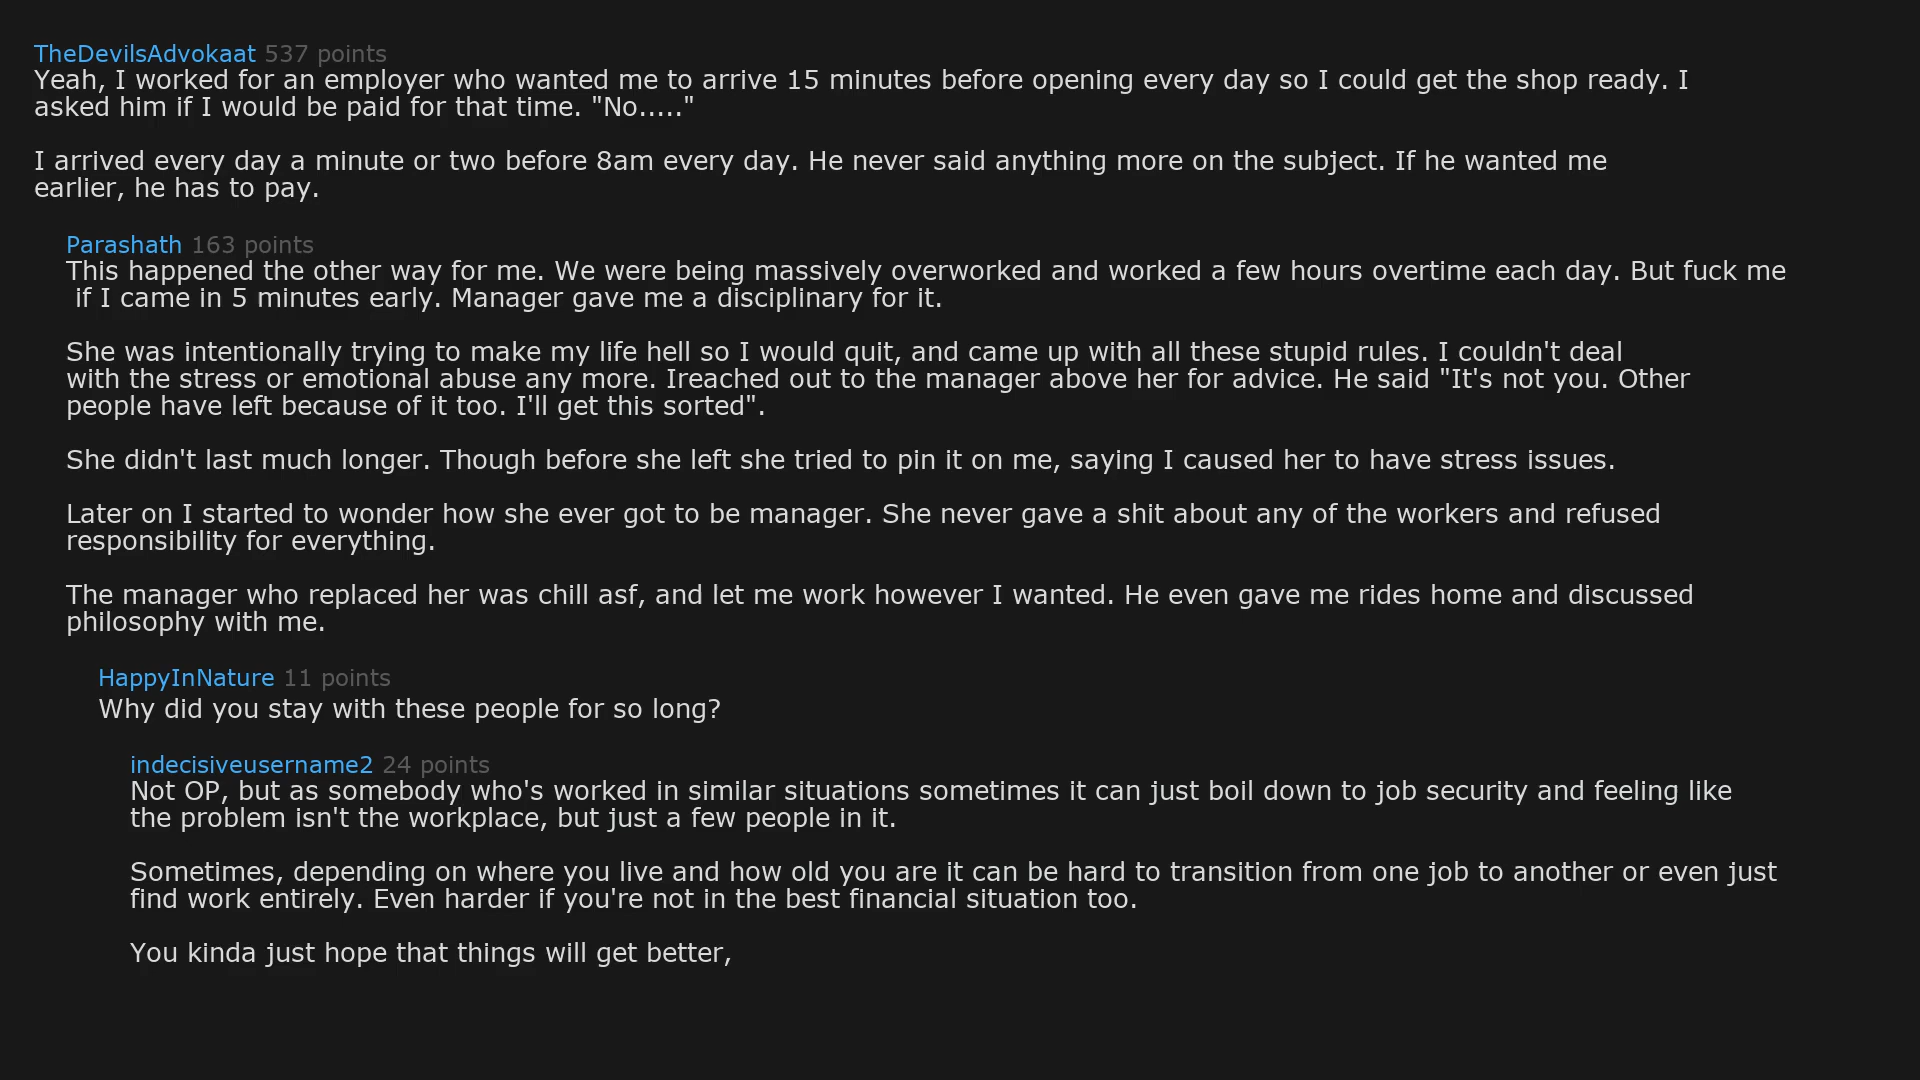 TheDevilsAdvokaat 537 points
Yeah, I worked for an employer who wanted me to arrive 15 minutes before opening every day so I could get the shop ready. I
asked him if I would be paid for that time. "No....."
I arrived every day a minute or two before 8am every day. He never said anything more on the subject. If he wanted me
earlier, he has to pay.
Parashath 163 points
This happened the other way for me. We were being massively overworked and worked a few hours overtime each day. But fuck me
if I came in 5 minutes early. Manager gave me a disciplinary for it.
She was intentionally trying to make my life hell so I would quit, and came up with all these stupid rules. I couldn't deal
with the stress or emotional abuse any more. Ireached out to the manager above her for advice. He said "It's not you. Other
people have left because of it too. I'll get this sorted".
She didn't last much longer. Though before she left she tried to pin it on me, saying I caused her to have stress issues.
Later on I started to wonder how she ever got to be manager. She never gave a shit about any of the workers and refused
responsibility for everything.
The manager who replaced her was chill asf, and let me work however I wanted. He even gave me rides home and discussed
philosophy with me.
HappyInNature 11 points
Why did you stay with these people for so long?
indecisiveusername2 24 points
Not OP, but as somebody who's worked in similar situations sometimes it can just boil down to job security and feeling like
the problem isn't the workplace, but just a few people in it.
Sometimes, depending on where you live and how old you are it can be hard to transition from one job to another or even just
find work entirely. Even harder if you're not in the best financial situation too.
You kinda just hope that things will get better,